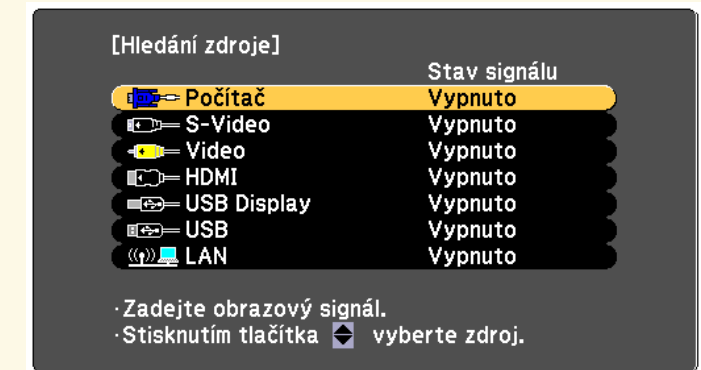 [Hledání zdroje]
Stav signálu
Počítač Vypnuto
S-Video Vypnuto
Video Vypnuto
HDMI Vypnuto
USB Display Vypnuto
USB Vypnuto
LAN Vypnuto
·Zadejte obrazový signál.
·Stisknutím tlačítka vyberte zdroj.